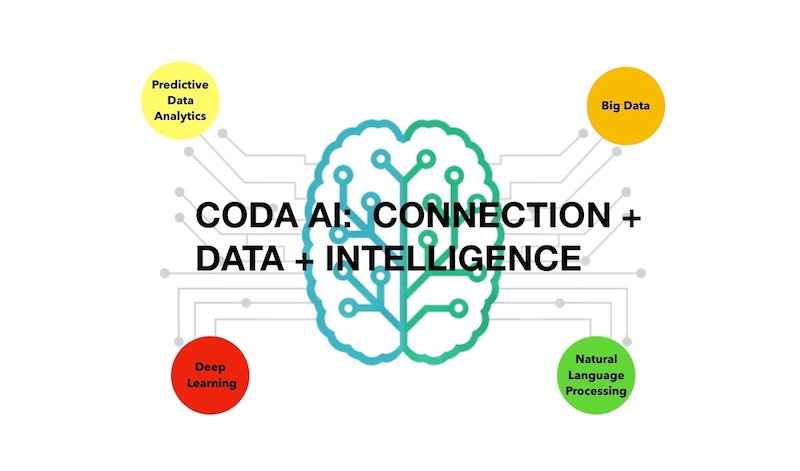 Predictive
Data
Analytics
Big Data
CODA AI:  CONNECTION +
DATA + INTELLIGENCE
Deep
Learning
Natural
Language
Processing